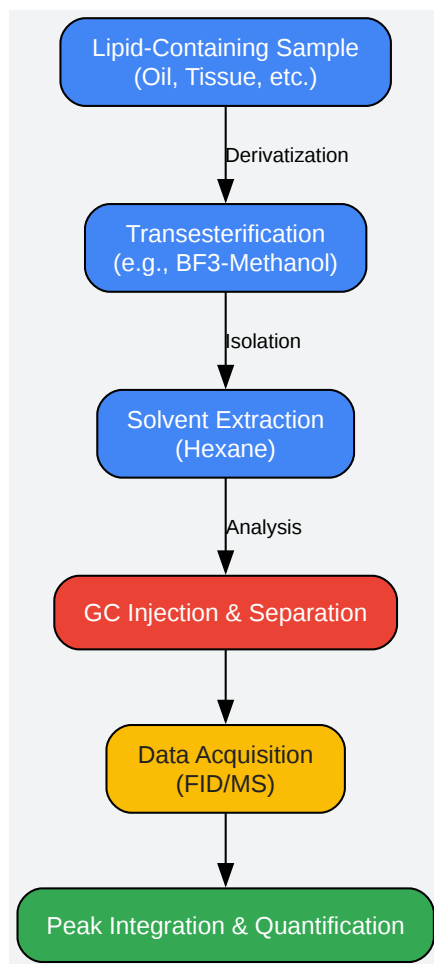 Lipid-Containing Sample
(Oil, Tissue, etc.)
Derivatization
Transesterification
(e.g., BF3-Methanol)
Isolation
Solvent Extraction
(Hexane)
Analysis
GC Injection & Separation
Data Acquisition
(FID/MS)
Peak Integration & Quantification